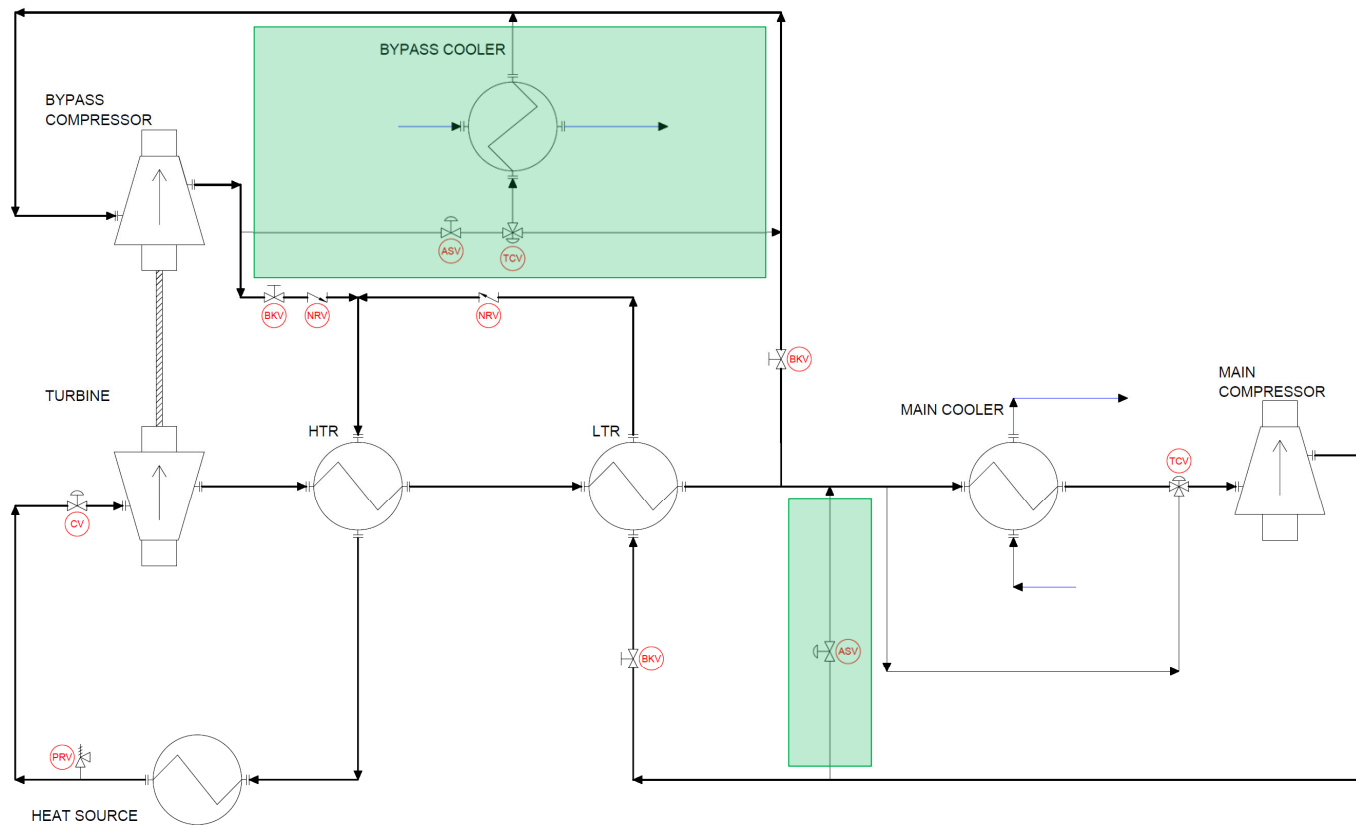 BYPASS COOLER
BYPASS
COMPRESSOR
ASV
TCV
BKV
NRV
NRV
BKV
MAIN
COMPRESSOR
TURBINE
MAIN COOLER
HTR
LTR
TCV
CV
BKV
ASV
PRV
HEAT SOURCE